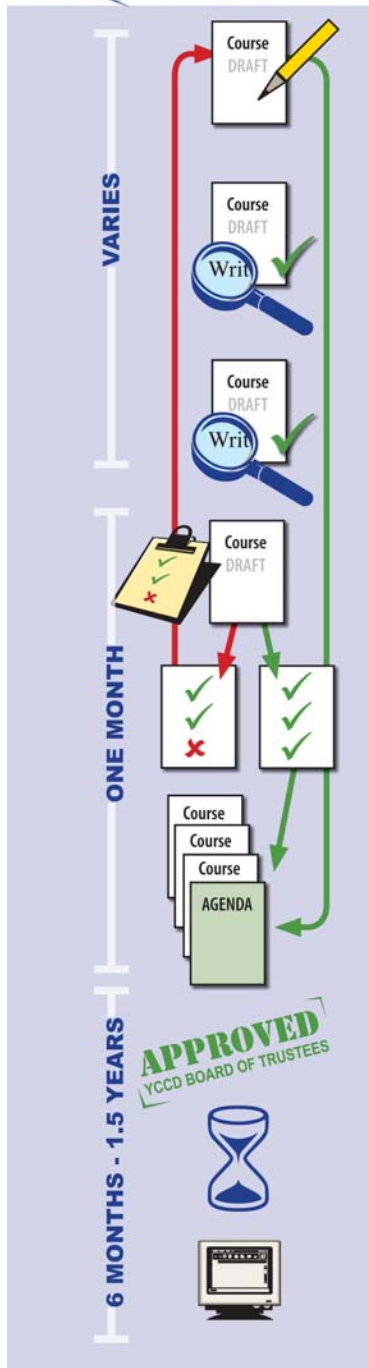 Course
DRAFT
VARIES
Course
DRAFT
Writ
Course
DRAFT
Writ
Course
DRAFT
ONE MONTH
Course
Course
Course
AGENDA
6 MONTHS - 1.5 YEARS
APPROVED
YCCD BOARD OF TRUSTEES